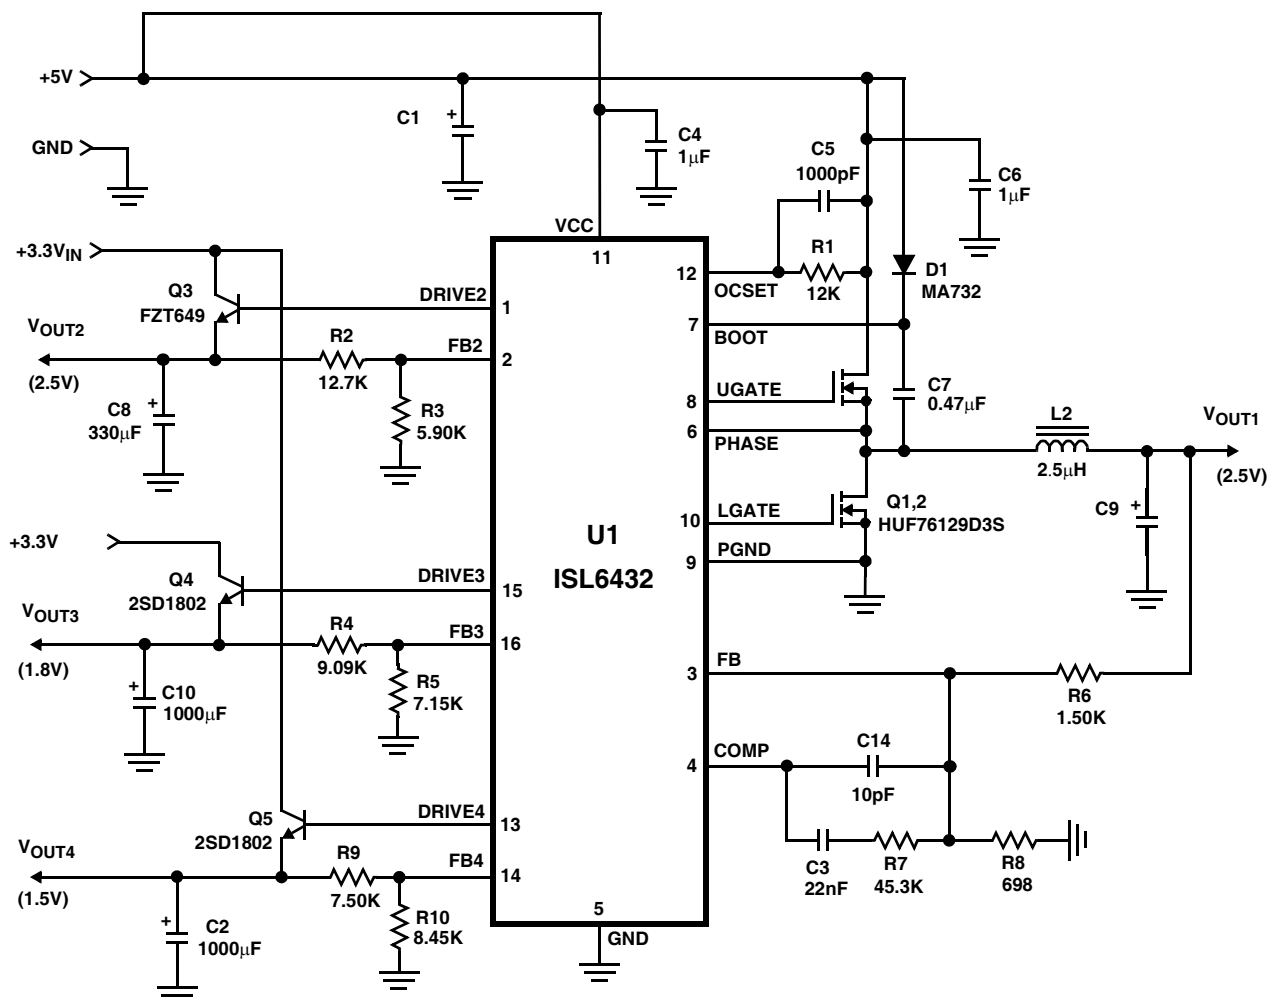 +5V
C1
+
C4
1µF
GND
C5
1000pF
C6
1µF
VCC
11
+3.3VIN
Q3
FZT649
DRIVE2
1
12
OCSET
R1
12K
D1
MA732
VOUT2
(2.5V)
R2
12.7K
FB2
2
7
BOOT
C8
330µF
+
R3
5.90K
8
UGATE
C7
0.47µF
6
PHASE
L2
2.5µH
VOUT1
(2.5V)
10
LGATE
Q1,2
HUF76129D3S
C9
+
U1
ISL6432
9
PGND
+3.3V
Q4
2SD1802
DRIVE3
15
VOUT3
(1.8V)
R4
9.09K
FB3
16
3
FB
R6
1.50K
+
C10
1000µF
R5
7.15K
4
COMP
C14
10pF
Q5
2SD1802
DRIVE4
13
VOUT4
(1.5V)
R9
7.50K
FB4
14
C3
22nF
R7
45.3K
R8
698
+
C2
1000µF
R10
8.45K
5
GND